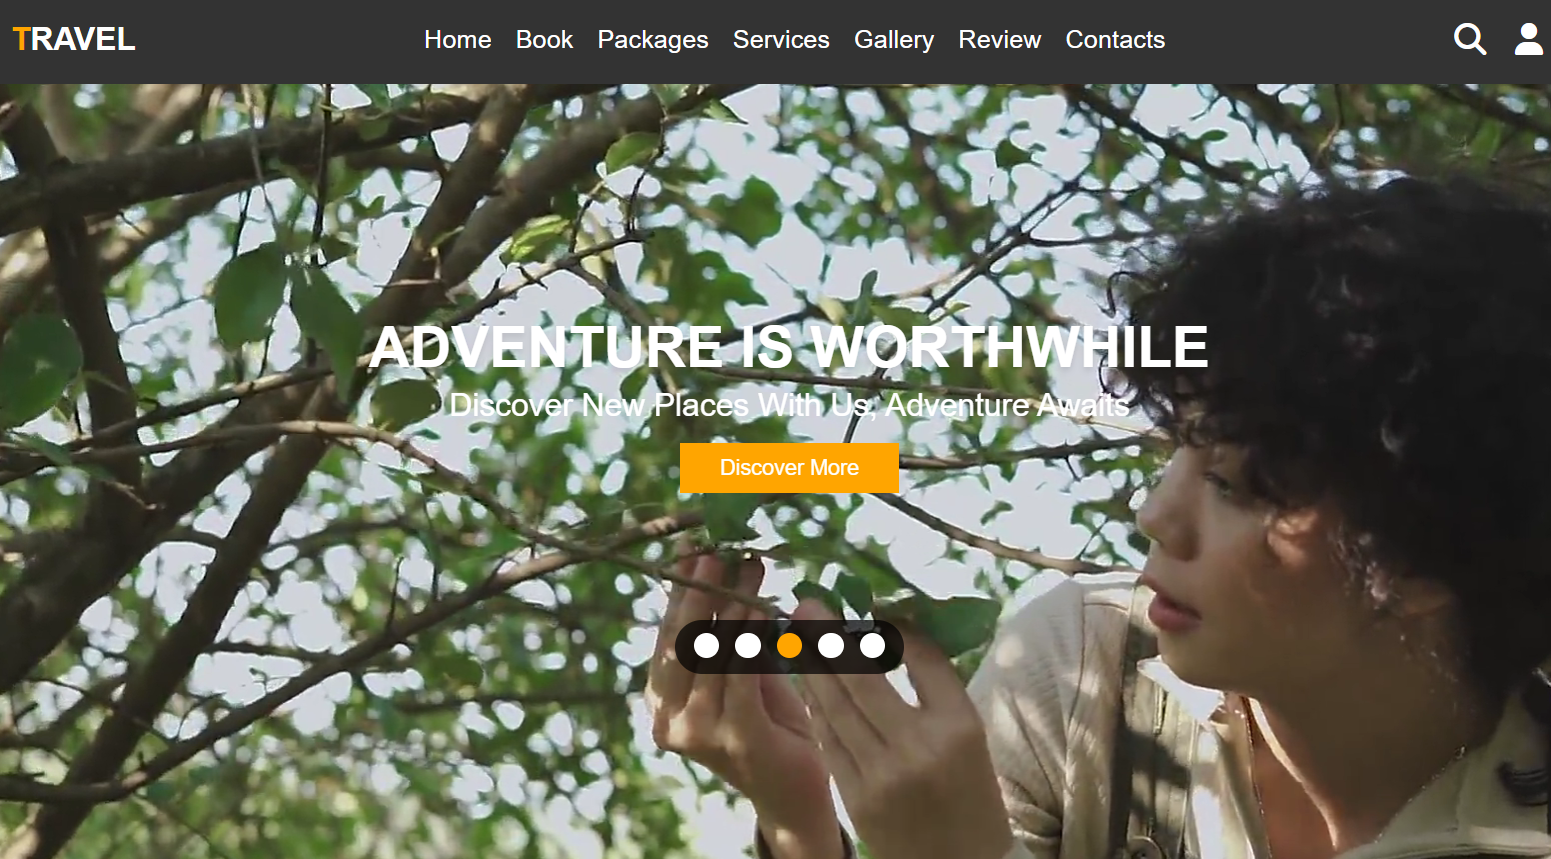 TRAVEL
Home Book Packages Services Gallery Review Contacts
ADVENTURE IS WORTHWHILE
Discover New Places With Us, Adventure Awaits
Discover More